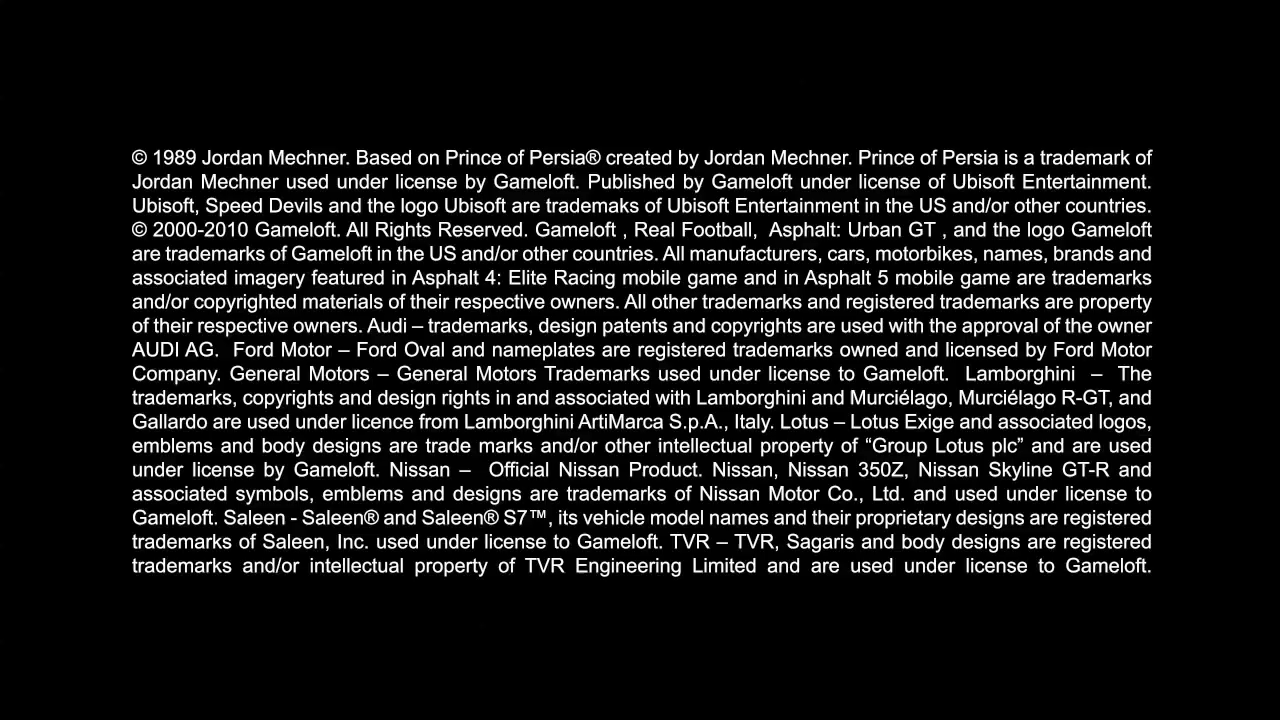 © 1989 Jordan Mechner. Based on Prince of Persia® created by Jordan Mechner. Prince of Persia is a trademark of
Jordan Mechner used under license by Gameloft. Published by Gameloft under license of Ubisoft Entertainment.
Ubisoft, Speed Devils and the logo Ubisoft are trademaks of Ubisoft Entertainment in the US and/or other countries.
© 2000-2010 Gameloft. All Rights Reserved. Gameloft , Real Football,  Asphalt: Urban GT , and the logo Gameloft
are trademarks of Gameloft in the US and/or other countries. All manufacturers, cars, motorbikes, names, brands and
associated imagery featured in Asphalt 4: Elite Racing mobile game and in Asphalt 5 mobile game are trademarks
and/or copyrighted materials of their respective owners. All other trademarks and registered trademarks are property
of their respective owners. Audi – trademarks, design patents and copyrights are used with the approval of the owner
AUDI AG.  Ford Motor – Ford Oval and nameplates are registered trademarks owned and licensed by Ford Motor
Company. General Motors – General Motors Trademarks used under license to Gameloft.  Lamborghini – The
trademarks, copyrights and design rights in and associated with Lamborghini and Murciélago, Murciélago R-GT, and
Gallardo are used under licence from Lamborghini ArtiMarca S.p.A., Italy. Lotus – Lotus Exige and associated logos,
emblems and body designs are trade marks and/or other intellectual property of “Group Lotus plc” and are used
under license by Gameloft. Nissan –  Official Nissan Product. Nissan, Nissan 350Z, Nissan Skyline GT-R and
associated symbols, emblems and designs are trademarks of Nissan Motor Co., Ltd. and used under license to
Gameloft. Saleen - Saleen® and Saleen® S7™, its vehicle model names and their proprietary designs are registered
trademarks of Saleen, Inc. used under license to Gameloft. TVR – TVR, Sagaris and body designs are registered
trademarks and/or intellectual property of TVR Engineering Limited and are used under license to Gameloft.